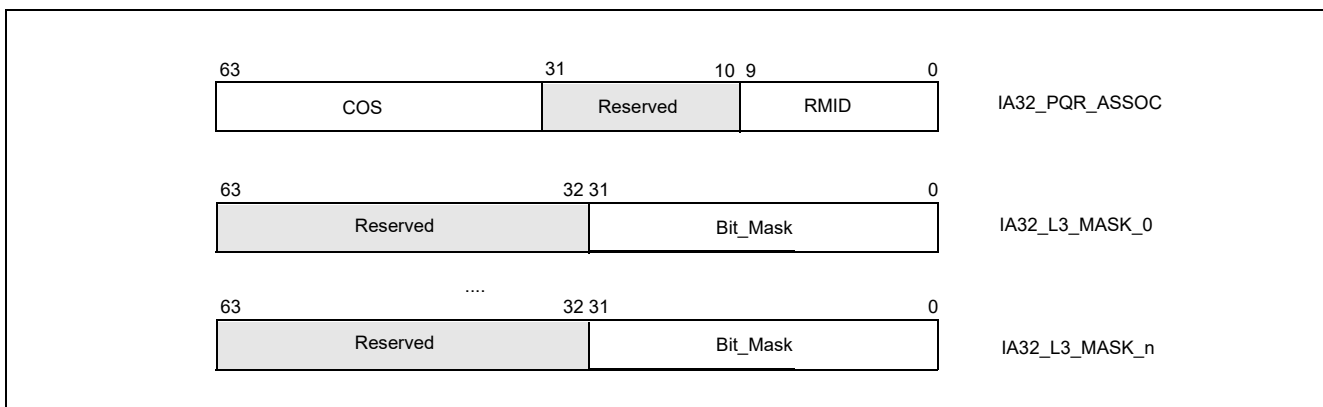 63 31 10 9 0
COS Reserved RMID IA32_PQR_ASSOC
63 32 31 0
Reserved Bit_Mask IA32_L3_MASK_0
....
63 32 31 0
Reserved Bit_Mask IA32_L3_MASK_n